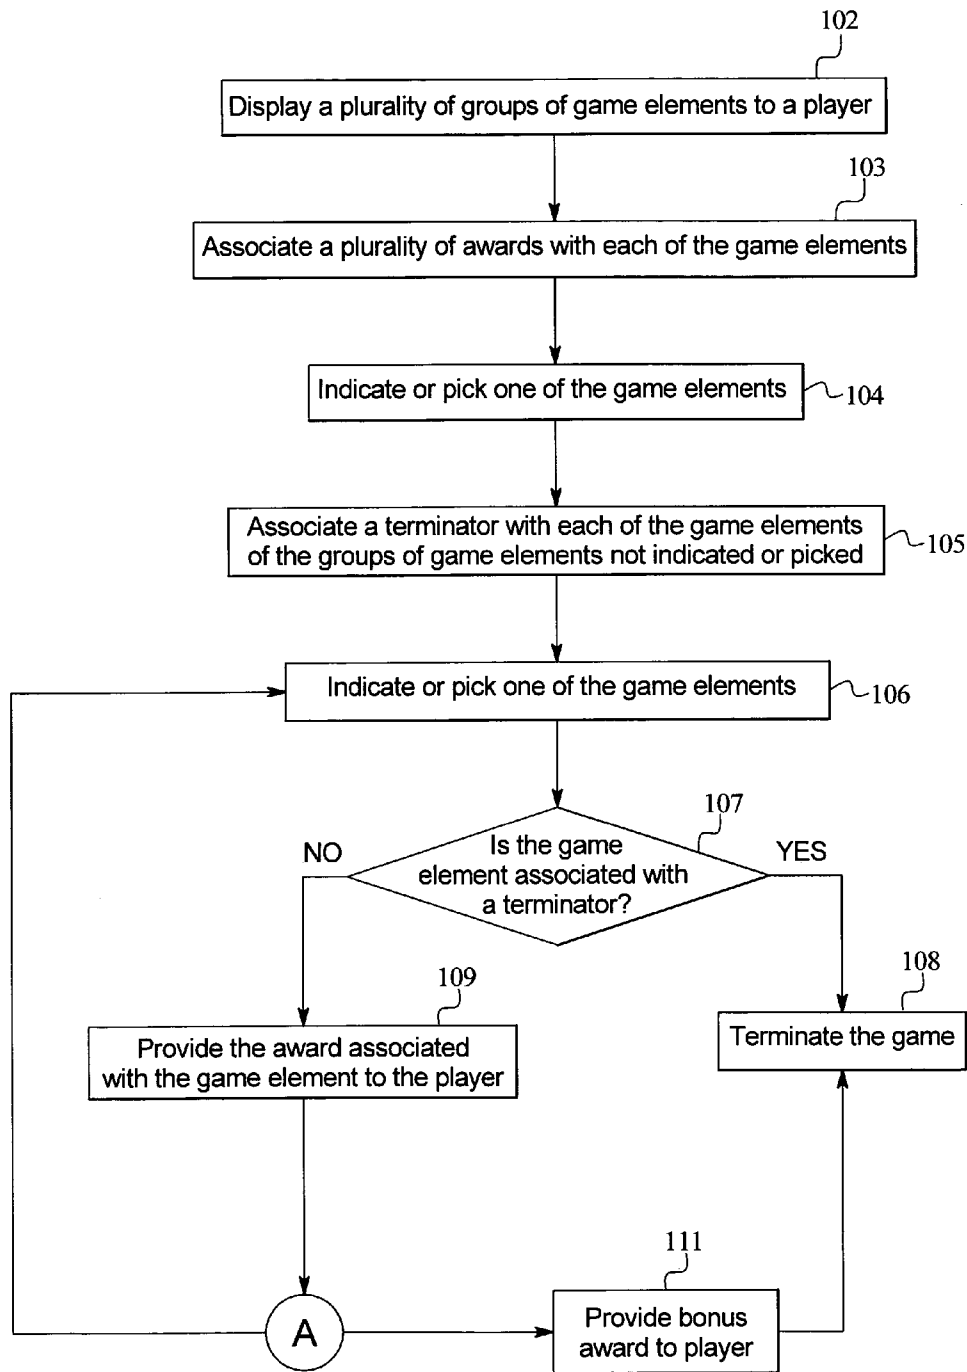 102
Display a plurality of groups of game elements to a player
103
Associate a plurality of awards with each of the game elements
Indicate or pick one of the game elements
104
Associate a terminator with each of the game elements
of the groups of game elements not indicated or picked
105
Indicate or pick one of the game elements
106
107
Is the game
element associated with
a terminator?
NO
YES
109
Provide the award associated
with the game element to the player
108
Terminate the game
A
111
Provide bonus
award to player